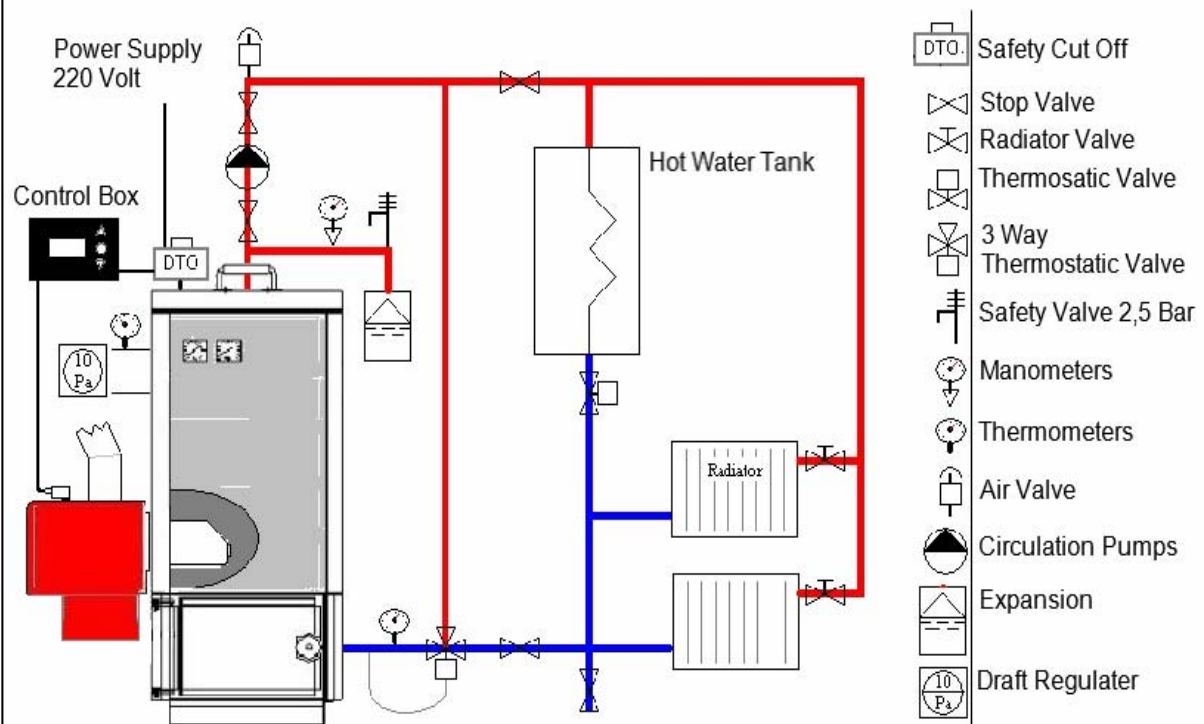 Power Supply
220 Volt
Control Box
DTO
10
Pa
Hot Water Tank
Radiator
DTO.
Safety Cut Off
Stop Valve
Radiator Valve
Thermosatic Valve
3 Way
Thermostatic Valve
Safety Valve 2,5 Bar
Manometers
Thermometers
Air Valve
Circulation Pumps
Expansion
10
Pa
Draft Regulater